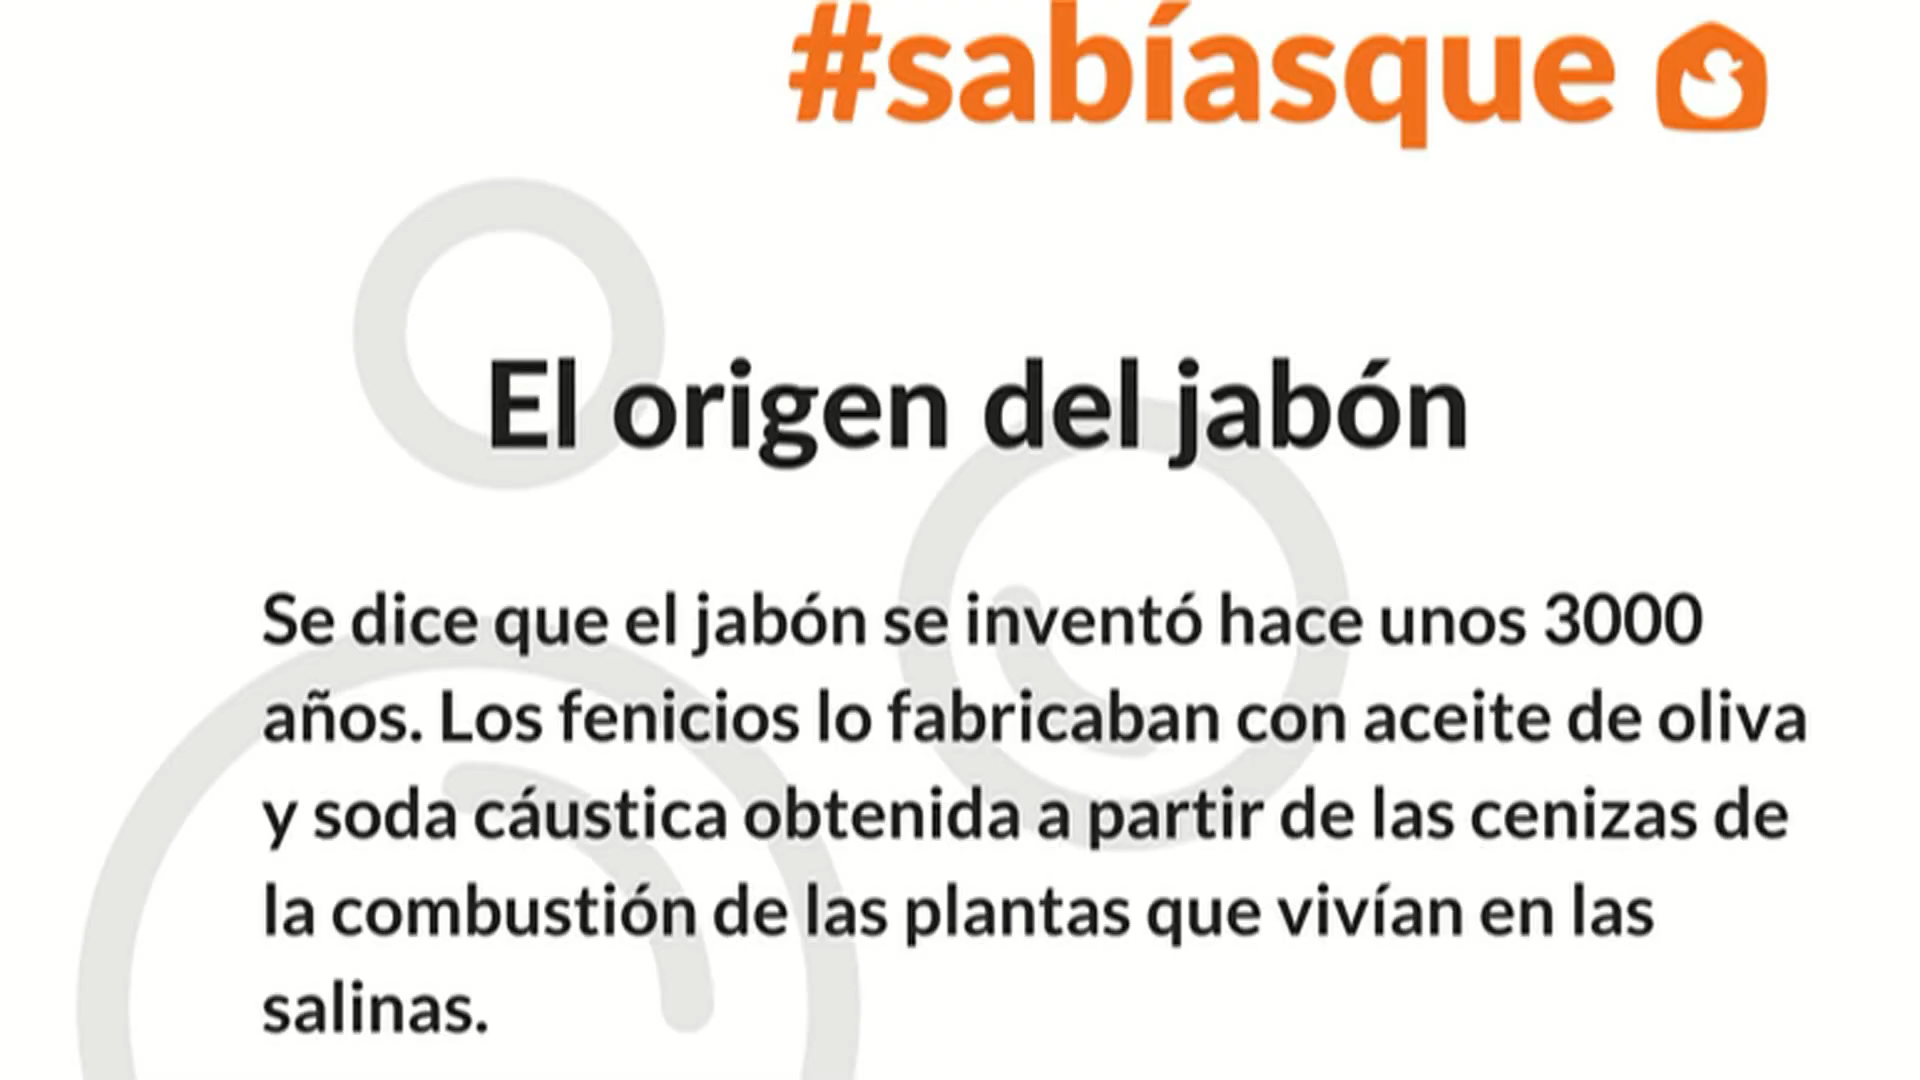 #sabíasque
El origen del jabón
Se dice que el jabón se inventó hace unos 3000
años. Los fenicios lo fabricaban con aceite de oliva
y soda cáustica obtenida a partir de las cenizas de
la combustión de las plantas que vivían en las
salinas.